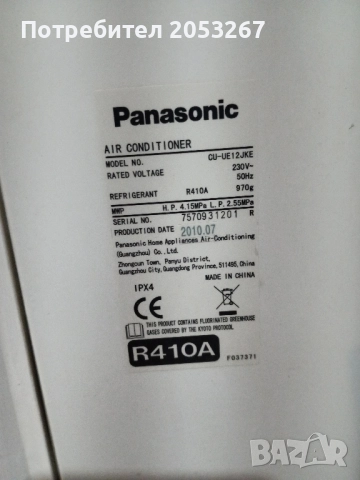 Потребител 2053267
Panasonic
AIR CONDITIONER
MODEL NO. CU-UE12JKE
RATED VOLTAGE 230V~
50Hz
REFRIGERANT R410A 970g
MWP H.P. 4.15MPa L.P. 2.55MPa
SERIAL NO. 7570931201 R
PRODUCTION DATE 2010.07
Panasonic Home Appliances Air-Conditioning
(Guangzhou) Co., Ltd.
Zhongcun Town, Panyu District,
Guangzhou City, Guangdong Province, 511495, China
IPX4 MADE IN CHINA
CE
THIS PRODUCT CONTAINS FLUORINATED GREENHOUSE
GASES COVERED BY THE KYOTO PROTOCOL
R410A F037371
BAZAR